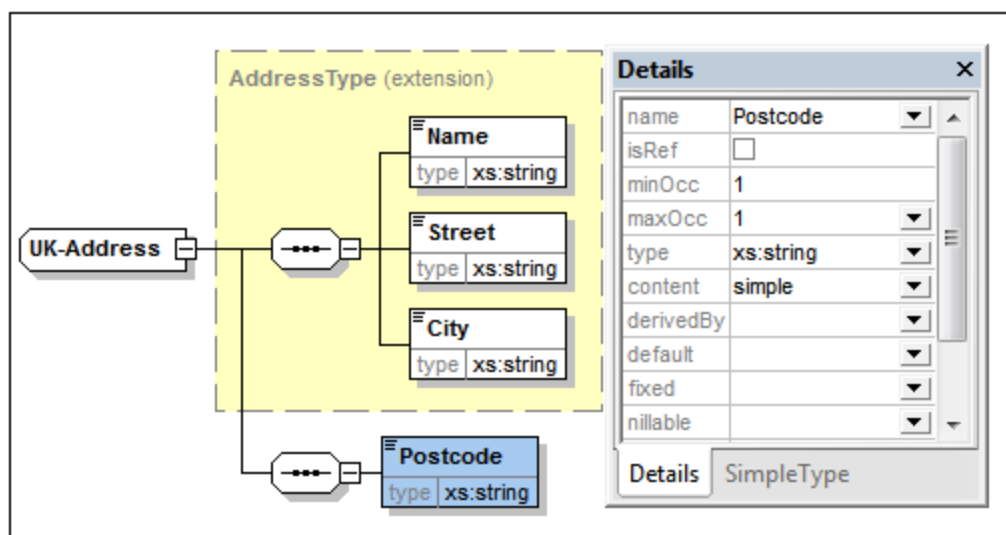 AddressType (extension)
Name
type xs:string
UK-Address
Street
type xs:string
City
type xs:string
Postcode
type xs:string
Details
name Postcode
isRef
minOcc 1
maxOcc 1
type xs:string
content simple
derivedBy
default
fixed
nillable
Details SimpleType